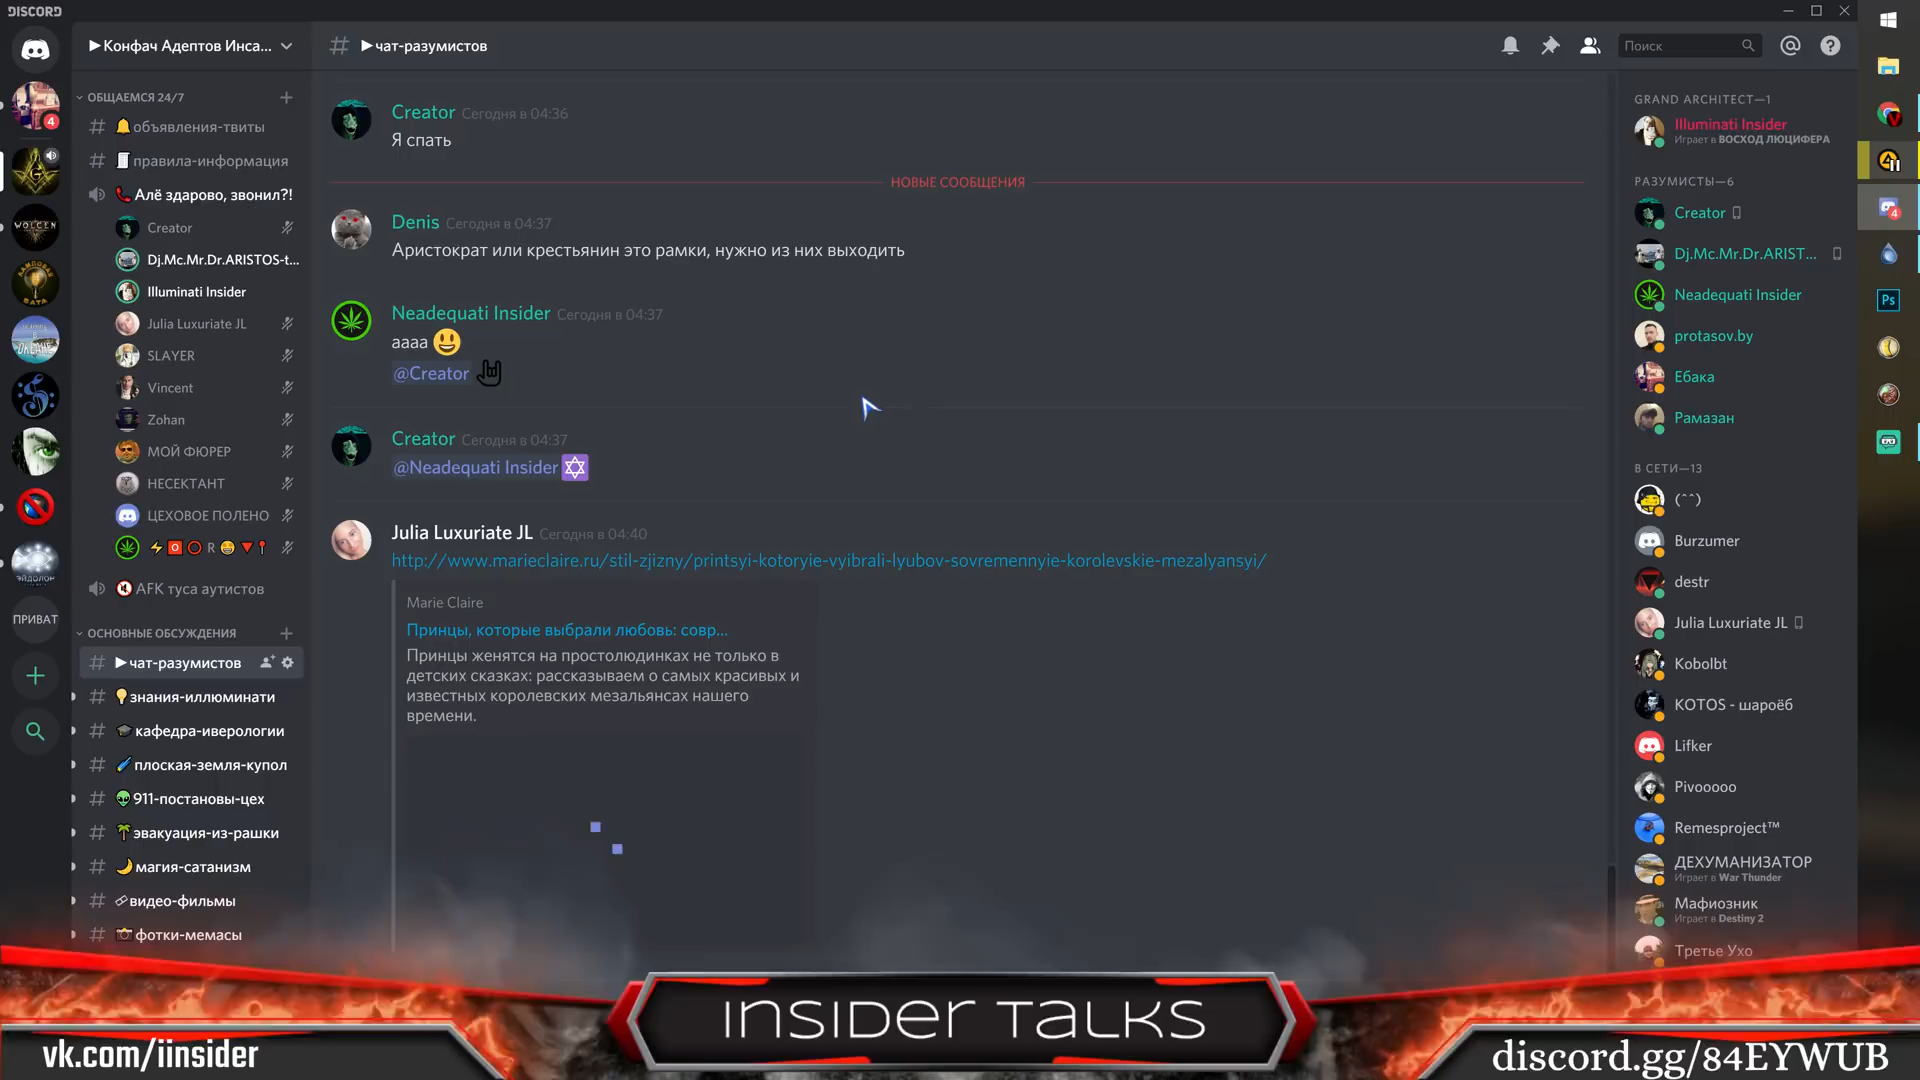 DISCORD
▶Конфач Адептов Инса...
ОБЩАЕМСЯ 24/7
объявления-твиты
правила-информация
Алё здарово, звонил?!
Creator
Dj.Mc.Mr.Dr.ARISTOS-t...
Illuminati Insider
Julia Luxuriate JL
SLAYER
Vincent
Zohan
МОЙ ФЮРЕР
НЕСЕКТАНТ
ЦЕХОВОЕ ПОЛЕНО
⚡🅾⭕ R 😄🔻📍
AFK туса аутистов
ОСНОВНЫЕ ОБСУЖДЕНИЯ
▶чат-разумистов
знания-иллюминати
кафедра-иверологии
плоская-земля-купол
911-постановы-цех
эвакуация-из-рашки
магия-сатанизм
видео-фильмы
фотки-мемасы
4
WOLCEN
ЭЙДОЛОН
ПРИВАТ
# ▶чат-разумистов
Поиск
Creator Сегодня в 04:36
Я спать
НОВЫЕ СООБЩЕНИЯ
Denis Сегодня в 04:37
Аристократ или крестьянин это рамки, нужно из них выходить
Neadequati Insider Сегодня в 04:37
аааа 😃
@Creator 🤘
Creator Сегодня в 04:37
@Neadequati Insider 🔯
Julia Luxuriate JL Сегодня в 04:40
http://www.marieclaire.ru/stil-zjizny/printsyi-kotoryie-vyibrali-lyubov-sovremennyie-korolevskie-mezalyansyi/
Marie Claire
Принцы, которые выбрали любовь: совр...
Принцы женятся на простолюдинках не только в
детских сказках: рассказываем о самых красивых и
известных королевских мезальянсах нашего
времени.
GRAND ARCHITECT—1
Illuminati Insider
Играет в ВОСХОД ЛЮЦИФЕРА
РАЗУМИСТЫ—6
Creator
Dj.Mc.Mr.Dr.ARIST...
Neadequati Insider
protasov.by
Ебака
Рамазан
В СЕТИ—13
(ˆˆ)
Burzumer
destr
Julia Luxuriate JL
Kobolbt
KOTOS - шароёб
Lifker
Pivooooo
Remesproject™
ДЕХУМАНИЗАТОР
Играет в War Thunder
Мафиозник
Играет в Destiny 2
Третье Ухо
4
Ps
INSIDER TALKS
vk.com/iinsider
discord.gg/84EYWUB